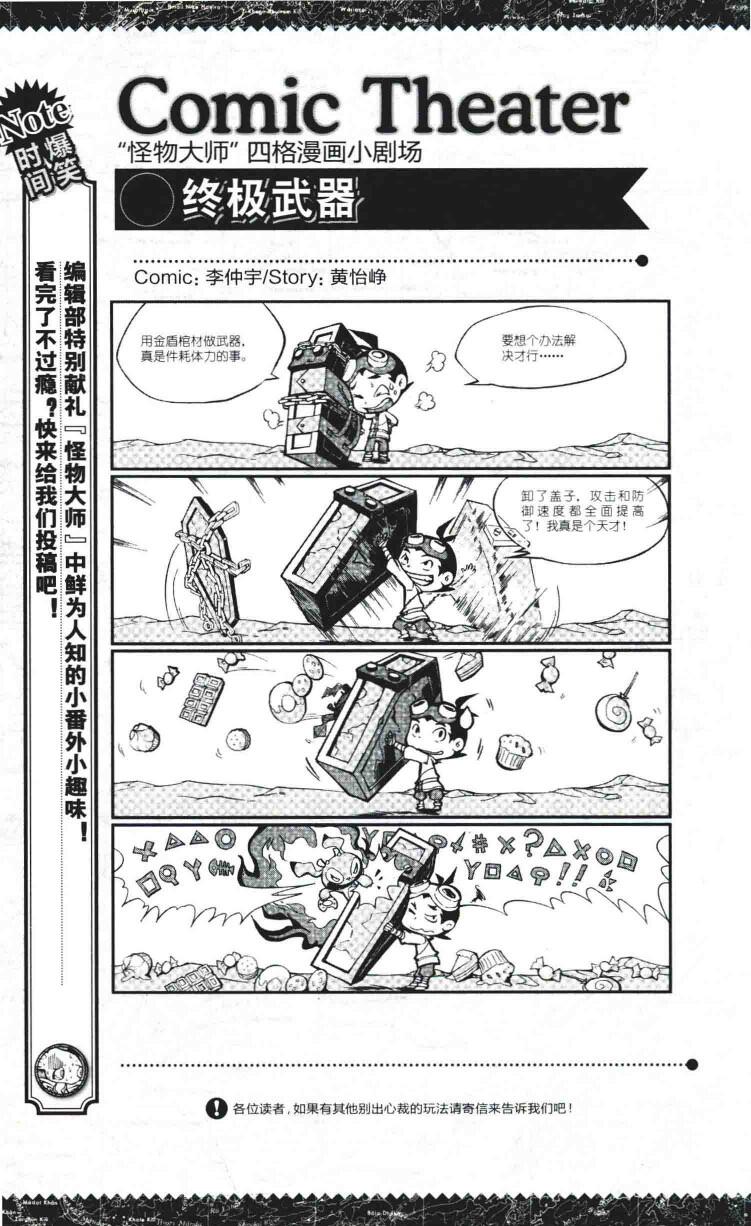 Comic Theater
“怪物大师”四格漫画小剧场
终极武器
Note
爆笑
时间
编辑部特别献礼『怪物大师』中鲜为人知的小番外小趣味！
看完了不过瘾？快来给我们投稿吧！
Comic：李仲宇/Story：黄怡峥
用金盾棺材做武器，
真是件耗体力的事。
要想个办法解
决才行……
卸了盖子，攻击和防
御速度都全面提高
了！我真是个天才！
! 各位读者，如果有其他别出心裁的玩法请寄信来告诉我们吧！